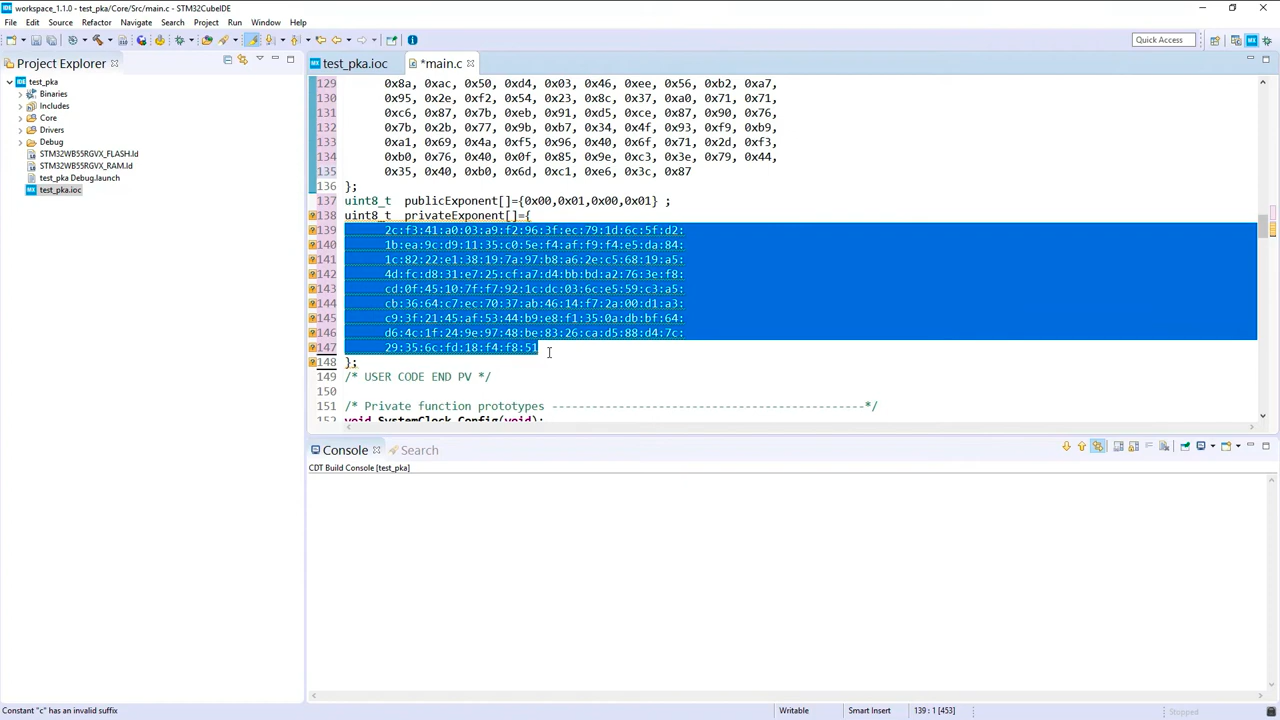 workspace_1.1.0 - test_pka/Core/Src/main.c - STM32CubeIDE
File Edit Source Refactor Navigate Search Project Run Window Help
Quick Access
Project Explorer
test_pka
Binaries
Includes
Core
Drivers
Debug
STM32WB55RGVX_FLASH.ld
STM32WB55RGVX_RAM.ld
test_pka Debug.launch
test_pka.ioc
test_pka.ioc *main.c
129 0x8a, 0xac, 0x50, 0xd4, 0x03, 0x46, 0xee, 0x56, 0xb2, 0xa7,
130 0x95, 0x2e, 0xf2, 0x54, 0x23, 0x8c, 0x37, 0xa0, 0x71, 0x71,
131 0xc6, 0x87, 0x7b, 0xeb, 0x91, 0xd5, 0xce, 0x87, 0x90, 0x76,
132 0x7b, 0x2b, 0x77, 0x9b, 0xb7, 0x34, 0x4f, 0x93, 0xf9, 0xb9,
133 0xa1, 0x69, 0x4a, 0xf5, 0x96, 0x40, 0x6f, 0x71, 0x2d, 0xf3,
134 0xb0, 0x76, 0x40, 0x0f, 0x85, 0x9e, 0xc3, 0x3e, 0x79, 0x44,
135 0x35, 0x40, 0xb0, 0x6d, 0xc1, 0xe6, 0x3c, 0x87
136 };
137 uint8_t publicExponent[]={0x00,0x01,0x00,0x01} ;
138 uint8_t privateExponent[]={
139 2c:f3:41:a0:03:a9:f2:96:3f:ec:79:1d:6c:5f:d2:
140 1b:ea:9c:d9:11:35:c0:5e:f4:af:f9:f4:e5:da:84:
141 1c:82:22:e1:38:19:7a:97:b8:a6:2e:c5:68:19:a5:
142 4d:fc:d8:31:e7:25:cf:a7:d4:bb:bd:a2:76:3e:f8:
143 cd:0f:45:10:7f:f7:92:1c:dc:03:6c:e5:59:c3:a5:
144 cb:36:64:c7:ec:70:37:ab:46:14:f7:2a:00:d1:a3:
145 c9:3f:21:45:af:53:44:b9:e8:f1:35:0a:db:bf:64:
146 d6:4c:1f:24:9e:97:48:be:83:26:ca:d5:88:d4:7c:
147 29:35:6c:fd:18:f4:f8:51
148 };
149 /* USER CODE END PV */
150
151 /* Private function prototypes -----------------------------------------------*/
152 void SystemClock_Config(void);
Console Search
CDT Build Console [test_pka]
Constant "c" has an invalid suffix
Writable
Smart Insert
139 : 1 [453]
Stopped